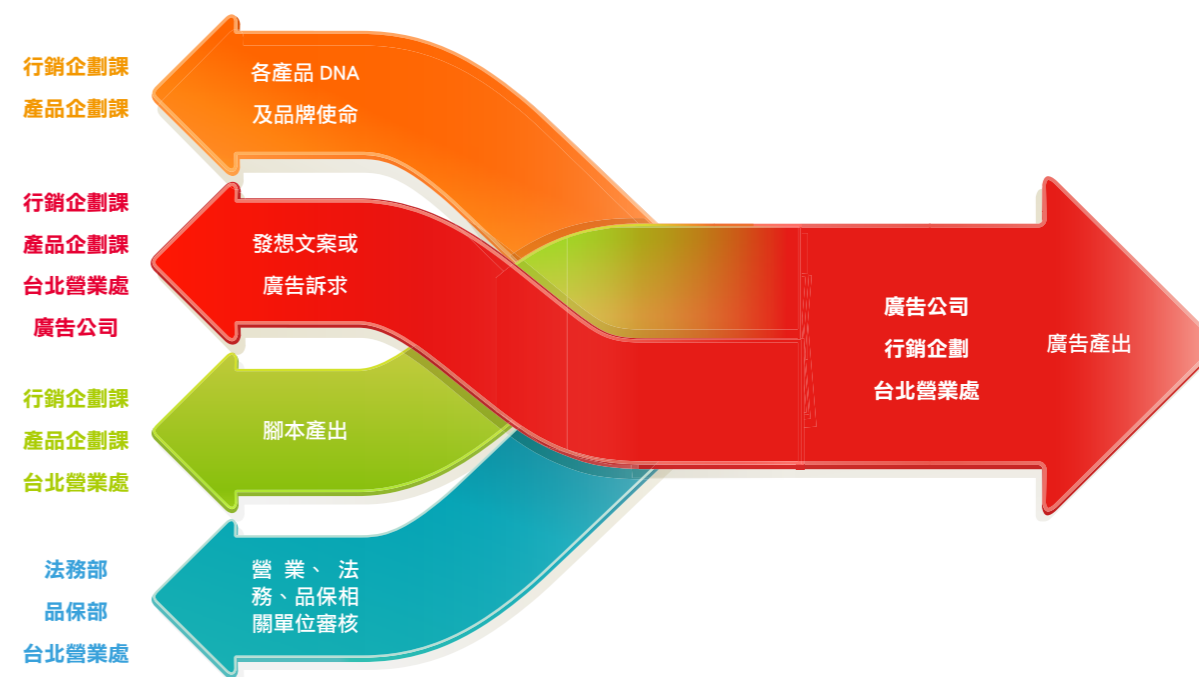 行銷企劃課
產品企劃課
各產品 DNA
及品牌使命
行銷企劃課
產品企劃課
台北營業處
廣告公司
發想文案或
廣告訴求
行銷企劃課
產品企劃課
台北營業處
腳本產出
法務部
品保部
台北營業處
營業、法
務、品保相
關單位審核
廣告公司
行銷企劃
台北營業處
廣告產出